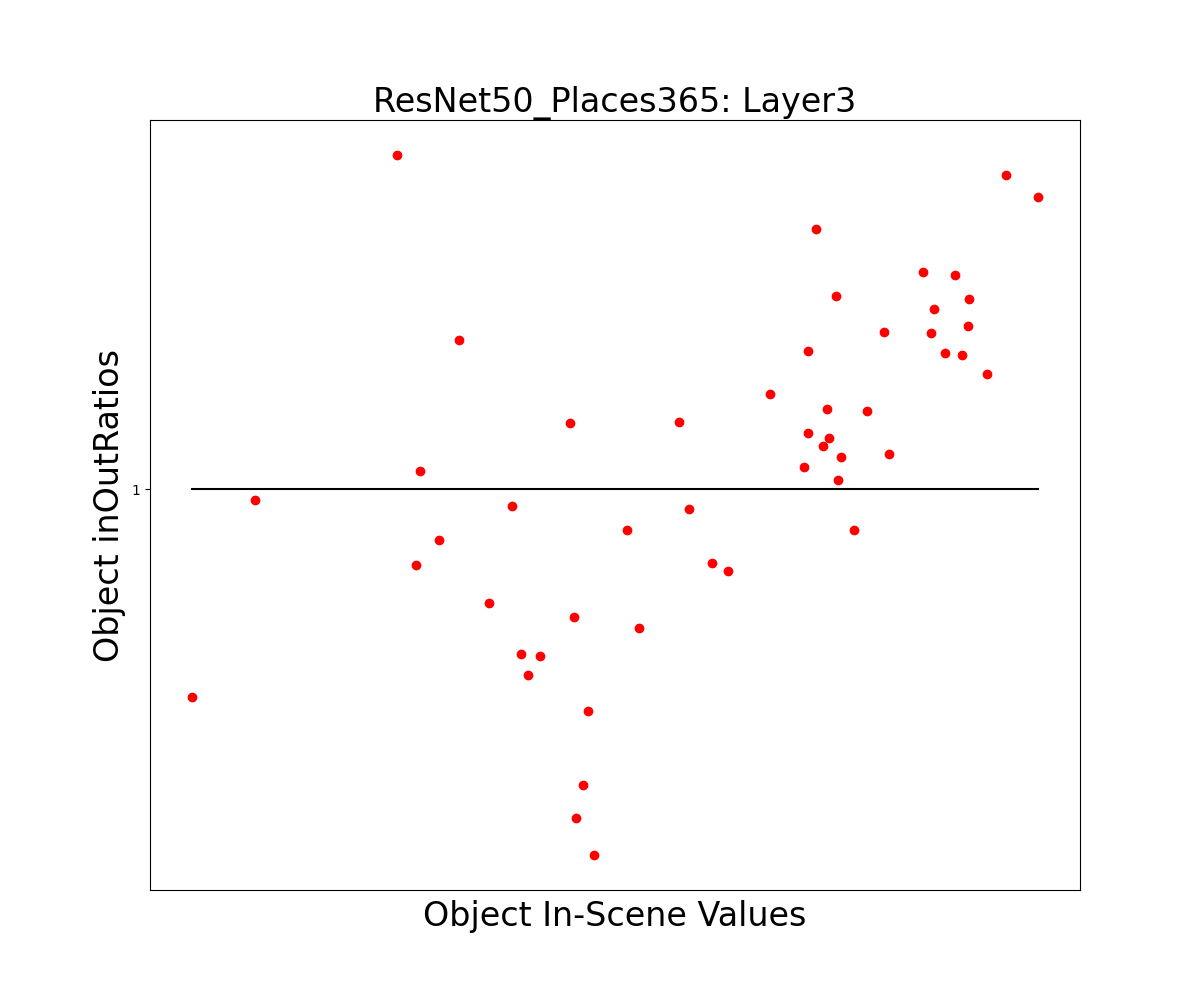 ResNet50_Places365: Layer3
Object inOutRatios
1
Object In-Scene Values